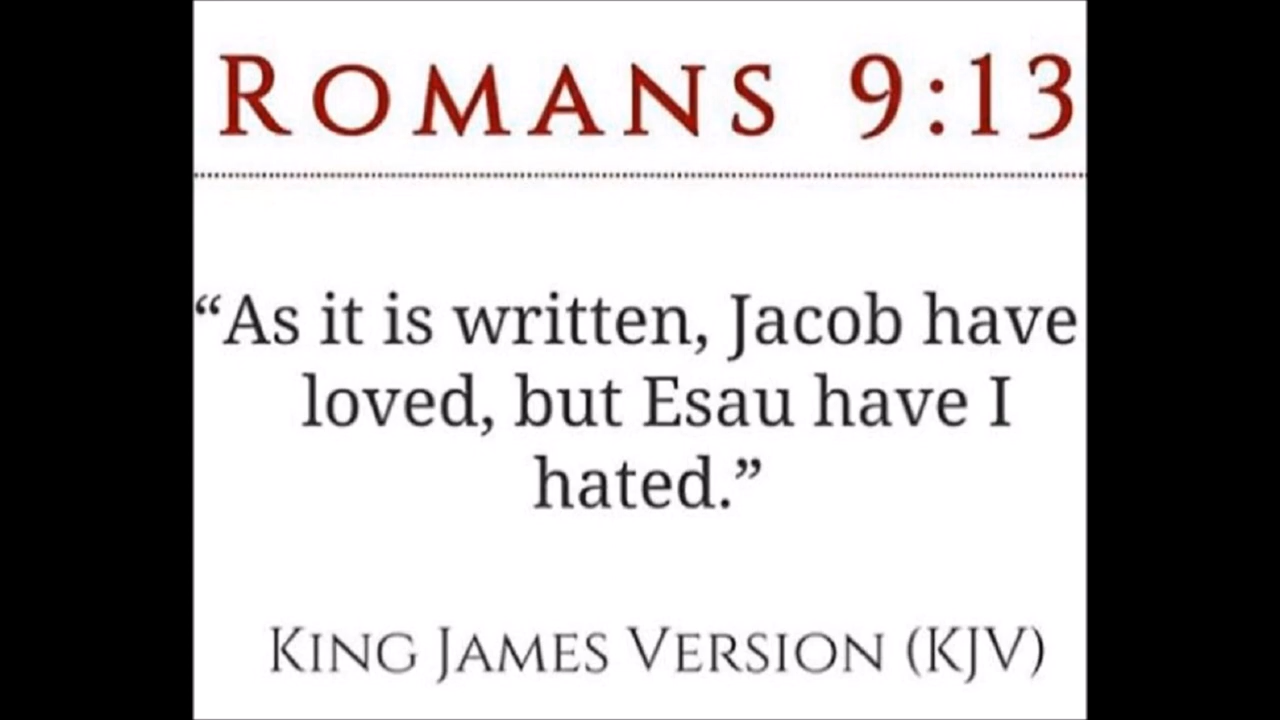 ROMANS 9:13
“As it is written, Jacob have
loved, but Esau have I
hated.”
KING JAMES VERSION (KJV)